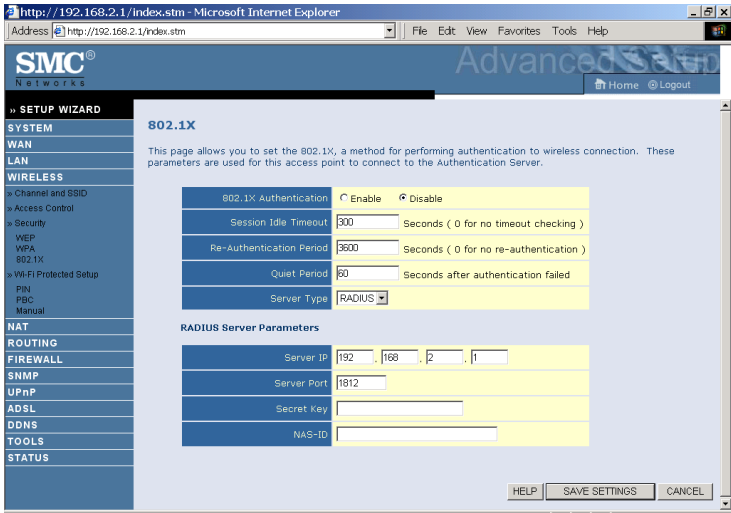 http://192.168.2.1/index.stm - Microsoft Internet Explorer
Address http://192.168.2.1/index.stm File Edit View Favorites Tools Help
SMC®
Networks
Advanced Setup
Home Logout
» SETUP WIZARD
SYSTEM
WAN
LAN
WIRELESS
» Channel and SSID
» Access Control
» Security
WEP
WPA
802.1X
» Wi-Fi Protected Setup
PIN
PBC
Manual
NAT
ROUTING
FIREWALL
SNMP
UPnP
ADSL
DDNS
TOOLS
STATUS
802.1X
This page allows you to set the 802.1X, a method for performing authentication to wireless connection. These
parameters are used for this access point to connect to the Authentication Server.
802.1X Authentication Enable Disable
Session Idle Timeout 300 Seconds ( 0 for no timeout checking )
Re-Authentication Period 3600 Seconds ( 0 for no re-authentication )
Quiet Period 60 Seconds after authentication failed
Server Type RADIUS
RADIUS Server Parameters
Server IP 192 . 168 . 2 . 1
Server Port 1812
Secret Key
NAS-ID
HELP SAVE SETTINGS CANCEL